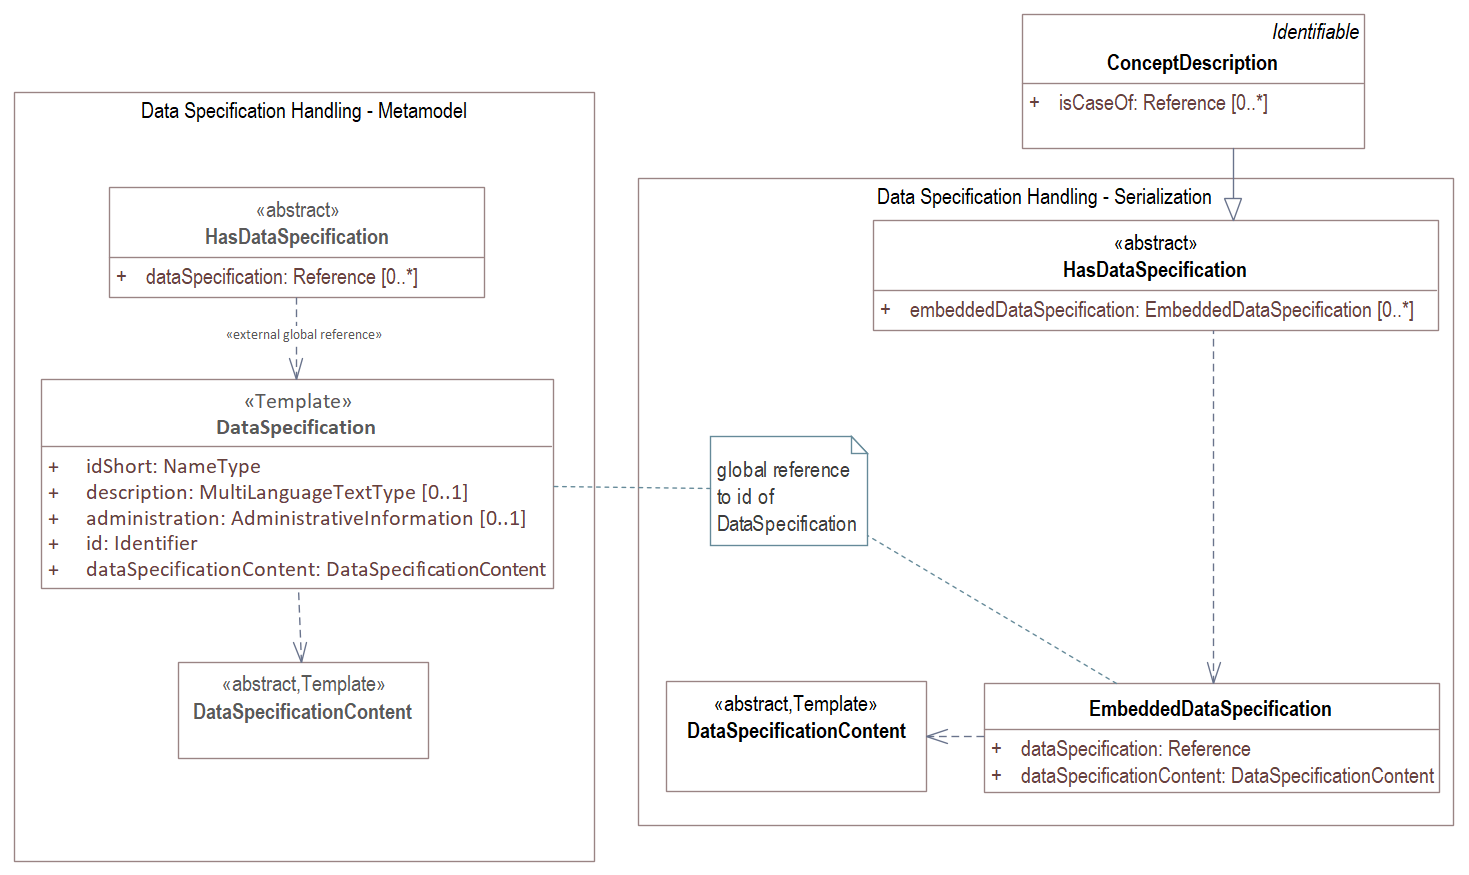 Identifiable
ConceptDescription
+ isCaseOf: Reference [0..*]
Data Specification Handling - Metamodel
«abstract»
HasDataSpecification
+ dataSpecification: Reference [0..*]
«external global reference»
«Template»
DataSpecification
+ idShort: NameType
+ description: MultiLanguageTextType [0..1]
+ administration: AdministrativeInformation [0..1]
+ id: Identifier
+ dataSpecificationContent: DataSpecificationContent
«abstract,Template»
DataSpecificationContent
Data Specification Handling - Serialization
«abstract»
HasDataSpecification
+ embeddedDataSpecification: EmbeddedDataSpecification [0..*]
global reference
to id of
DataSpecification
«abstract,Template»
DataSpecificationContent
EmbeddedDataSpecification
+ dataSpecification: Reference
+ dataSpecificationContent: DataSpecificationContent